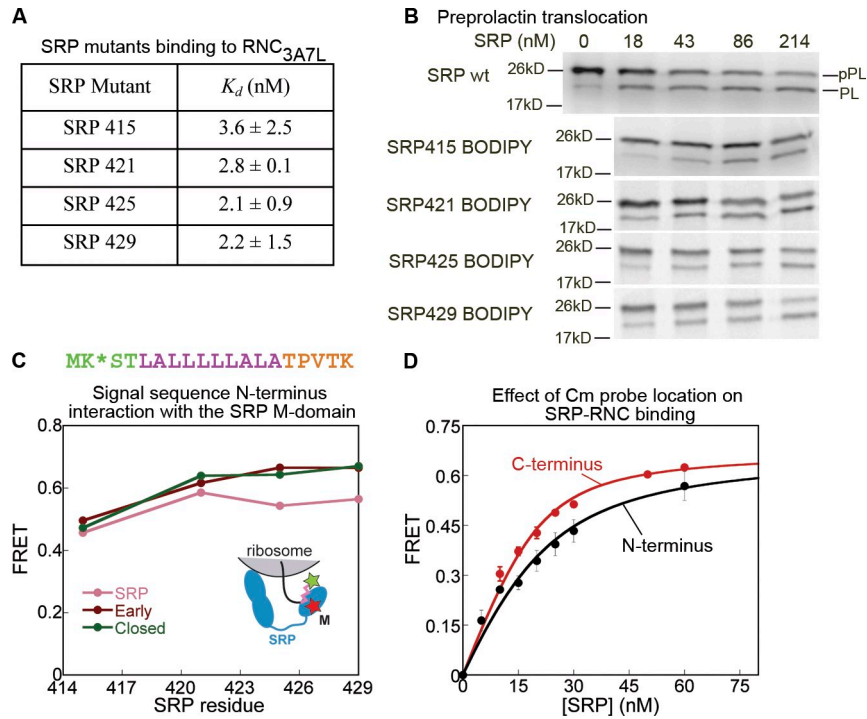 A
SRP mutants binding to RNC3A7L
SRP Mutant Kd (nM)
SRP 415 3.6 ± 2.5
SRP 421 2.8 ± 0.1
SRP 425 2.1 ± 0.9
SRP 429 2.2 ± 1.5
B Preprolactin translocation
SRP (nM) 0 18 43 86 214
SRP wt 26kD pPL
PL
17kD
SRP415 BODIPY 26kD
17kD
SRP421 BODIPY 26kD
17kD
SRP425 BODIPY 26kD
17kD
SRP429 BODIPY 26kD
17kD
C MK*STLALLLLLLALATPVTK
Signal sequence N-terminus
interaction with the SRP M-domain
0.8
0.6
0.4
0.2
0
FRET
SRP
Early
Closed
ribosome
M
SRP
414 417 420 423 426 429
SRP residue
D
Effect of Cm probe location on
SRP-RNC binding
0.75
0.6
0.45
0.3
0.15
0
FRET
C-terminus
N-terminus
0 15 30 45 60 75
[SRP] (nM)